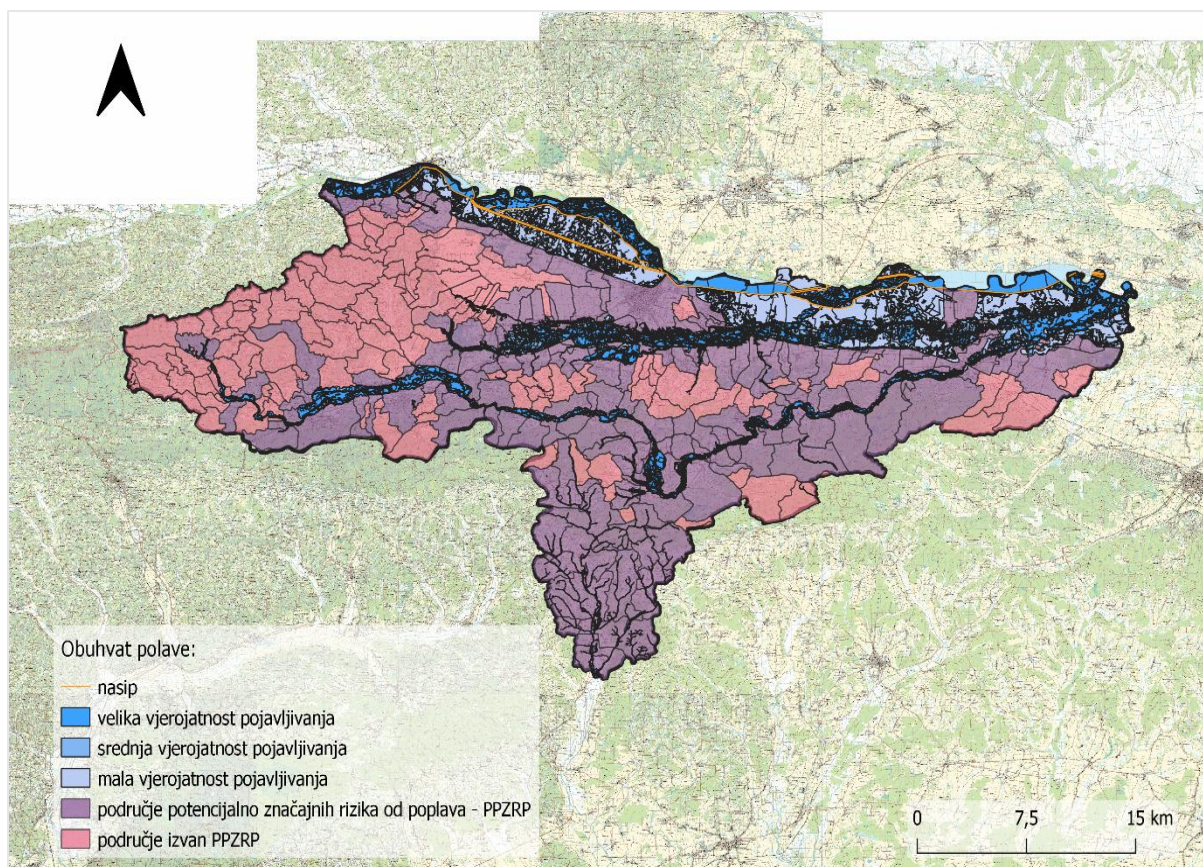 Obuhvat polave:
nasip
velika vjerojatnost pojavljivanja
srednja vjerojatnost pojavljivanja
mala vjerojatnost pojavljivanja
područje potencijalno značajnih rizika od poplava - PPZRP
područje izvan PPZRP
0 7,5 15 km